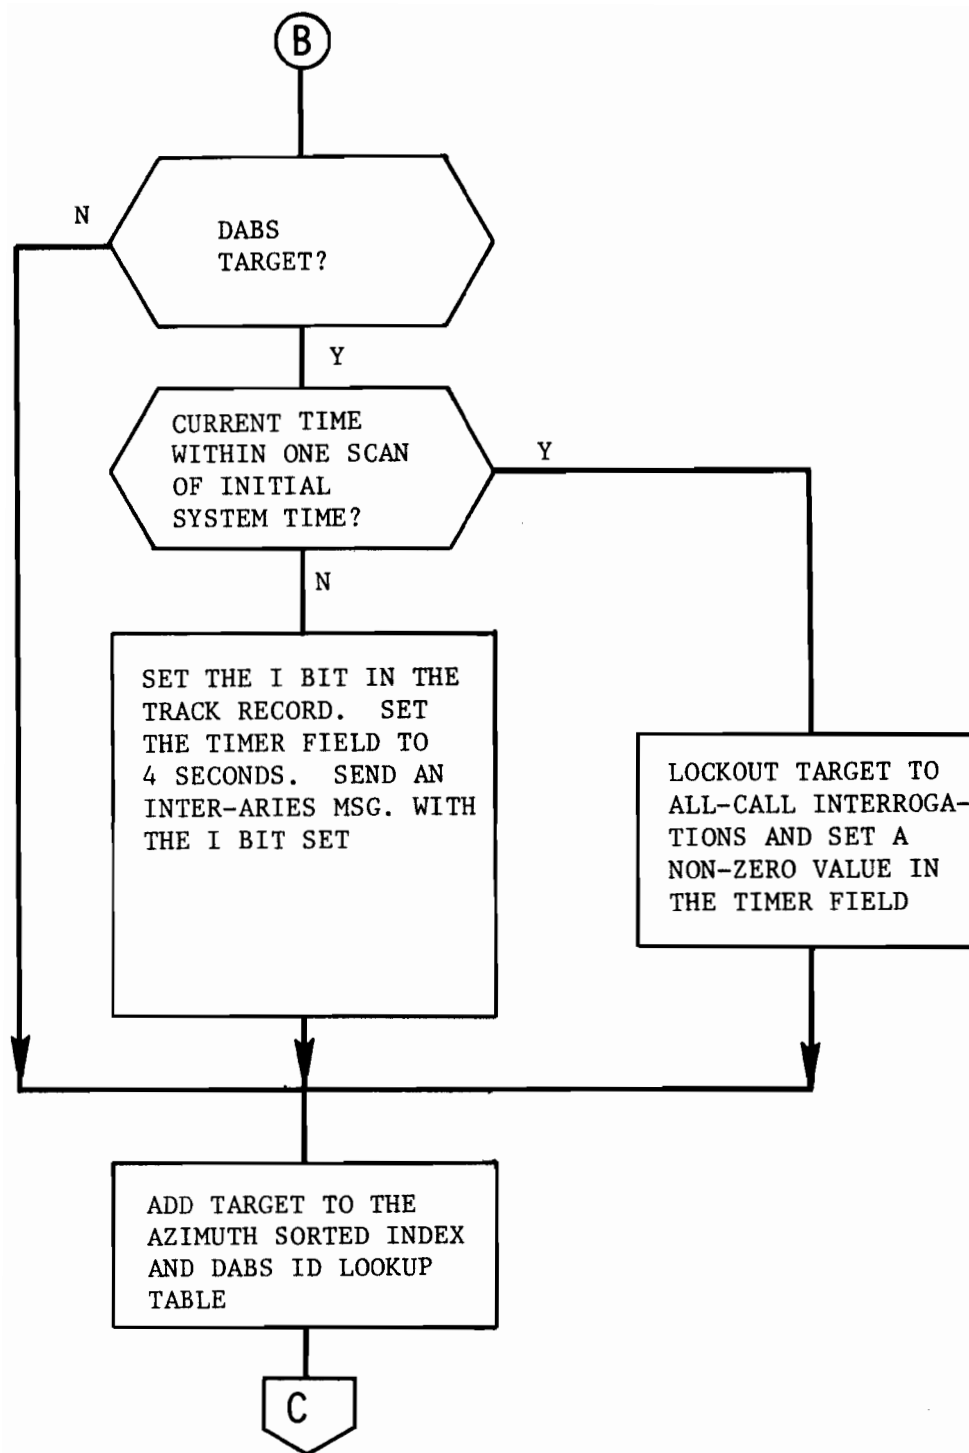 B
N
DABS
TARGET?
Y
CURRENT TIME
WITHIN ONE SCAN
OF INITIAL
SYSTEM TIME?
Y
N
SET THE I BIT IN THE
TRACK RECORD. SET
THE TIMER FIELD TO
4 SECONDS. SEND AN
INTER-ARIES MSG. WITH
THE I BIT SET
LOCKOUT TARGET TO
ALL-CALL INTERROGA-
TIONS AND SET A
NON-ZERO VALUE IN
THE TIMER FIELD
ADD TARGET TO THE
AZIMUTH SORTED INDEX
AND DABS ID LOOKUP
TABLE
C